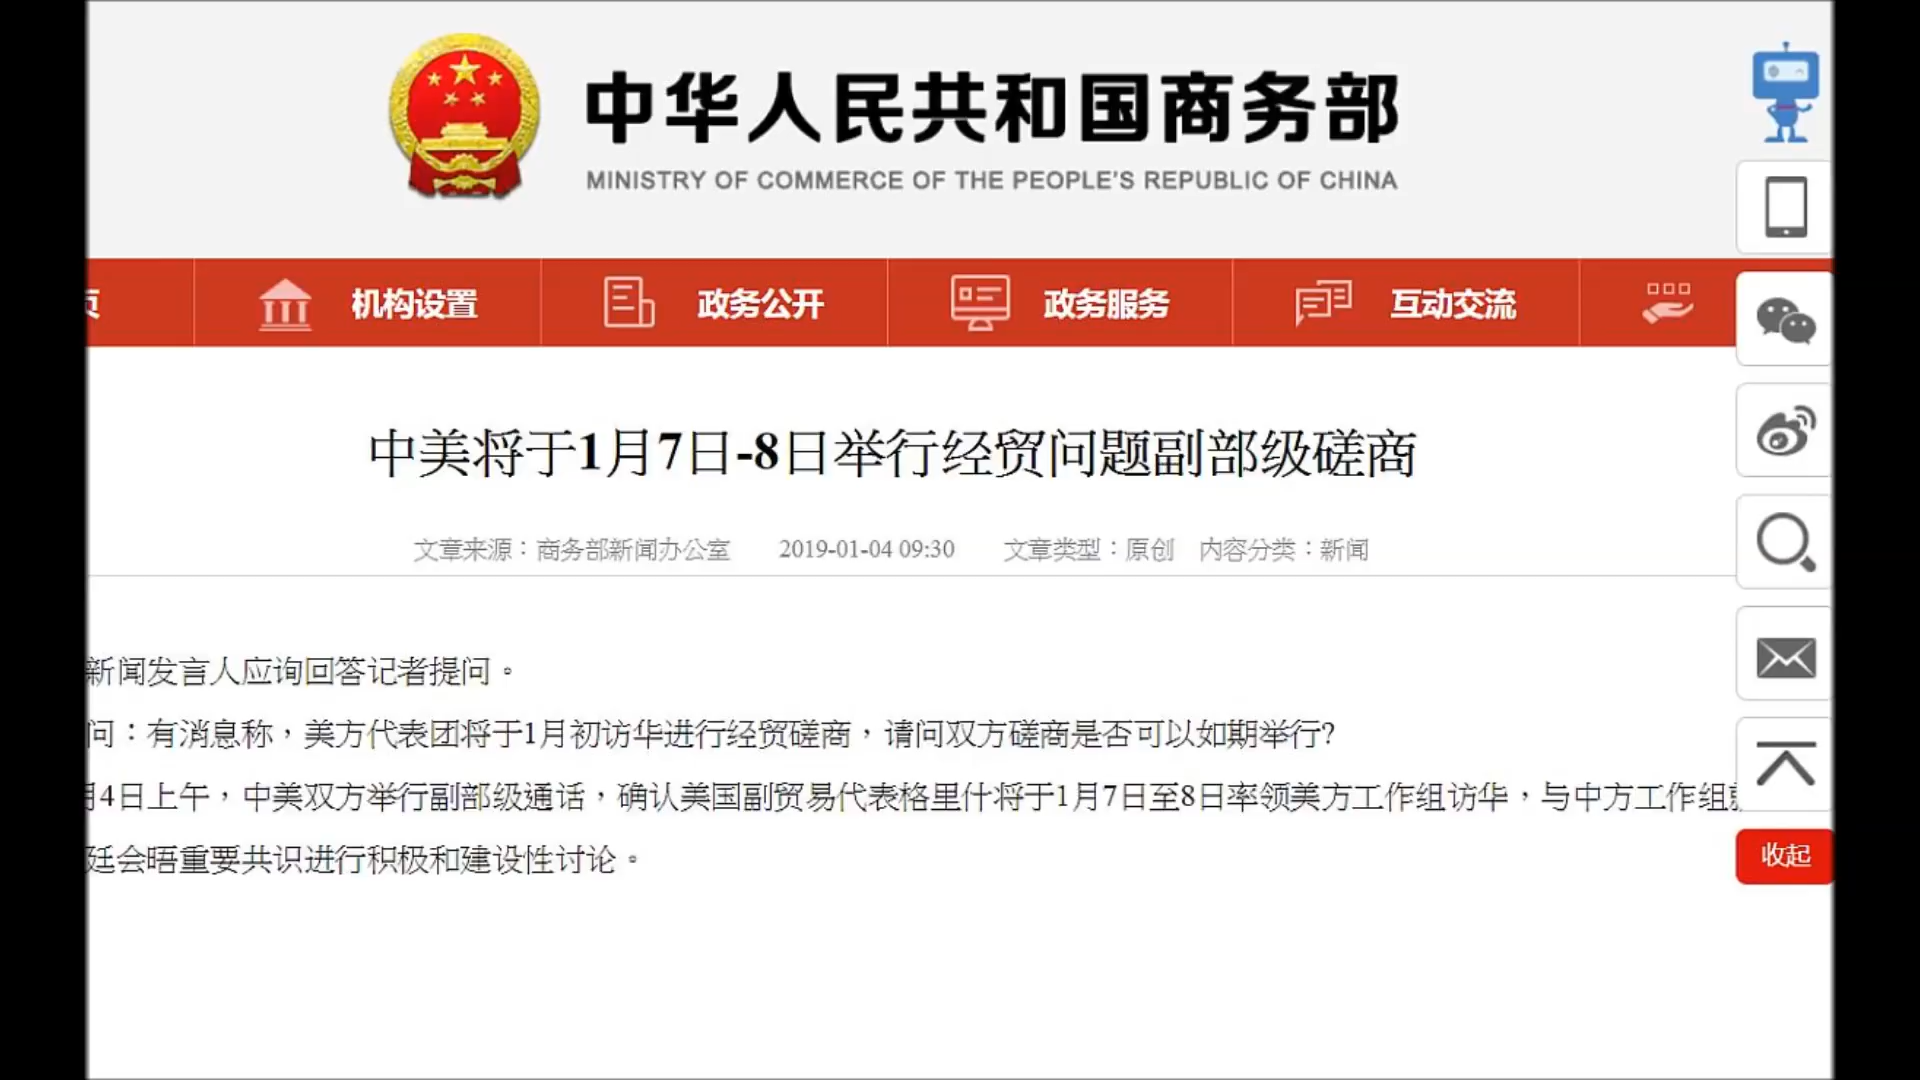 中华人民共和国商务部
MINISTRY OF COMMERCE OF THE PEOPLE'S REPUBLIC OF CHINA
页 机构设置 政务公开 政务服务 互动交流
中美将于1月7日-8日举行经贸问题副部级磋商
文章来源：商务部新闻办公室 2019-01-04 09:30 文章类型：原创 内容分类：新闻
新闻发言人应询回答记者提问。
问：有消息称，美方代表团将于1月初访华进行经贸磋商，请问双方磋商是否可以如期举行?
月4日上午，中美双方举行副部级通话，确认美国副贸易代表格里什将于1月7日至8日率领美方工作组访华，与中方工作组
廷会晤重要共识进行积极和建设性讨论。
收起